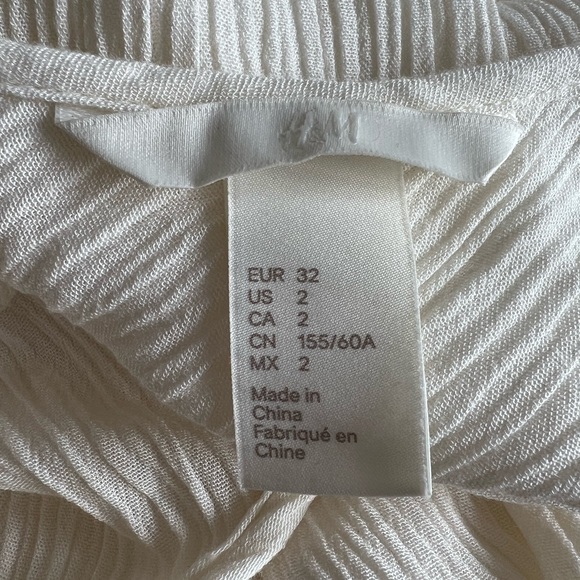 H&M
EUR 32
US 2
CA 2
CN 155/60A
MX 2
Made in
China
Fabriqué en
Chine